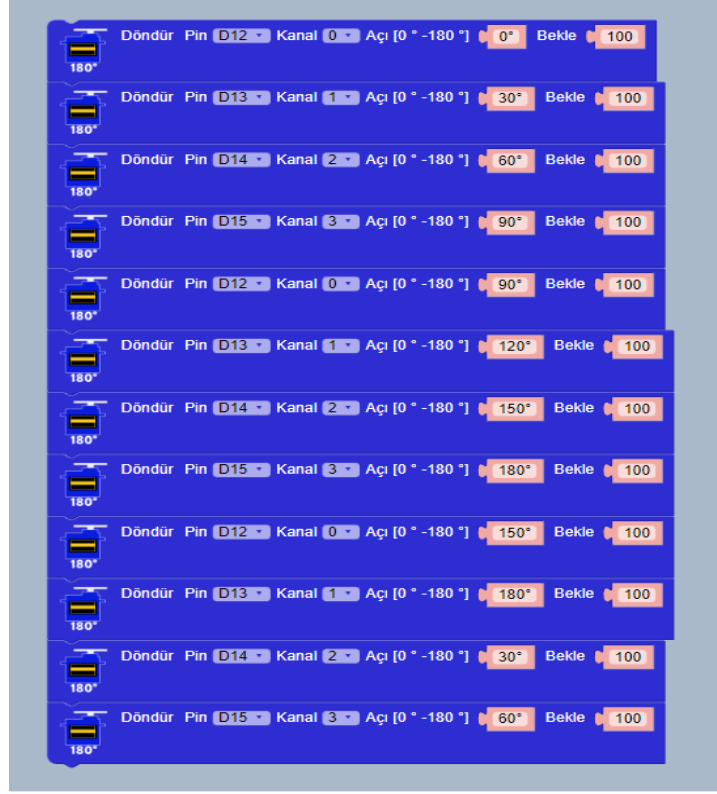 Döndür Pin D12 Kanal 0 Açı [0 ° -180 °] 0° Bekle 100
180°
Döndür Pin D13 Kanal 1 Açı [0 ° -180 °] 30° Bekle 100
180°
Döndür Pin D14 Kanal 2 Açı [0 ° -180 °] 60° Bekle 100
180°
Döndür Pin D15 Kanal 3 Açı [0 ° -180 °] 90° Bekle 100
180°
Döndür Pin D12 Kanal 0 Açı [0 ° -180 °] 90° Bekle 100
180°
Döndür Pin D13 Kanal 1 Açı [0 ° -180 °] 120° Bekle 100
180°
Döndür Pin D14 Kanal 2 Açı [0 ° -180 °] 150° Bekle 100
180°
Döndür Pin D15 Kanal 3 Açı [0 ° -180 °] 180° Bekle 100
180°
Döndür Pin D12 Kanal 0 Açı [0 ° -180 °] 150° Bekle 100
180°
Döndür Pin D13 Kanal 1 Açı [0 ° -180 °] 180° Bekle 100
180°
Döndür Pin D14 Kanal 2 Açı [0 ° -180 °] 30° Bekle 100
180°
Döndür Pin D15 Kanal 3 Açı [0 ° -180 °] 60° Bekle 100
180°